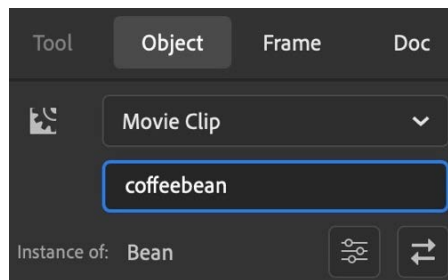 Tool Object Frame Doc
Movie Clip
coffeebean
Instance of: Bean